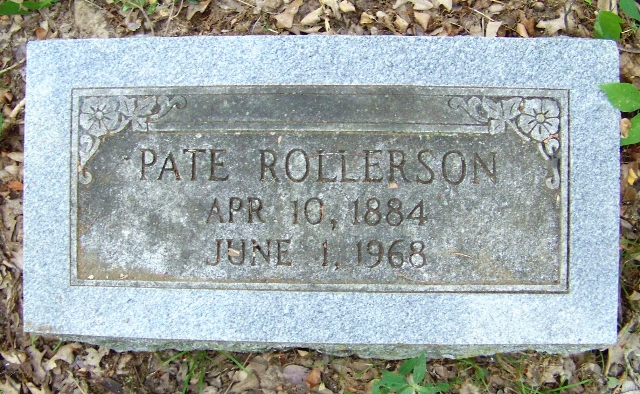 PATE ROLLERSON
APR 10, 1884
JUNE 1, 1968